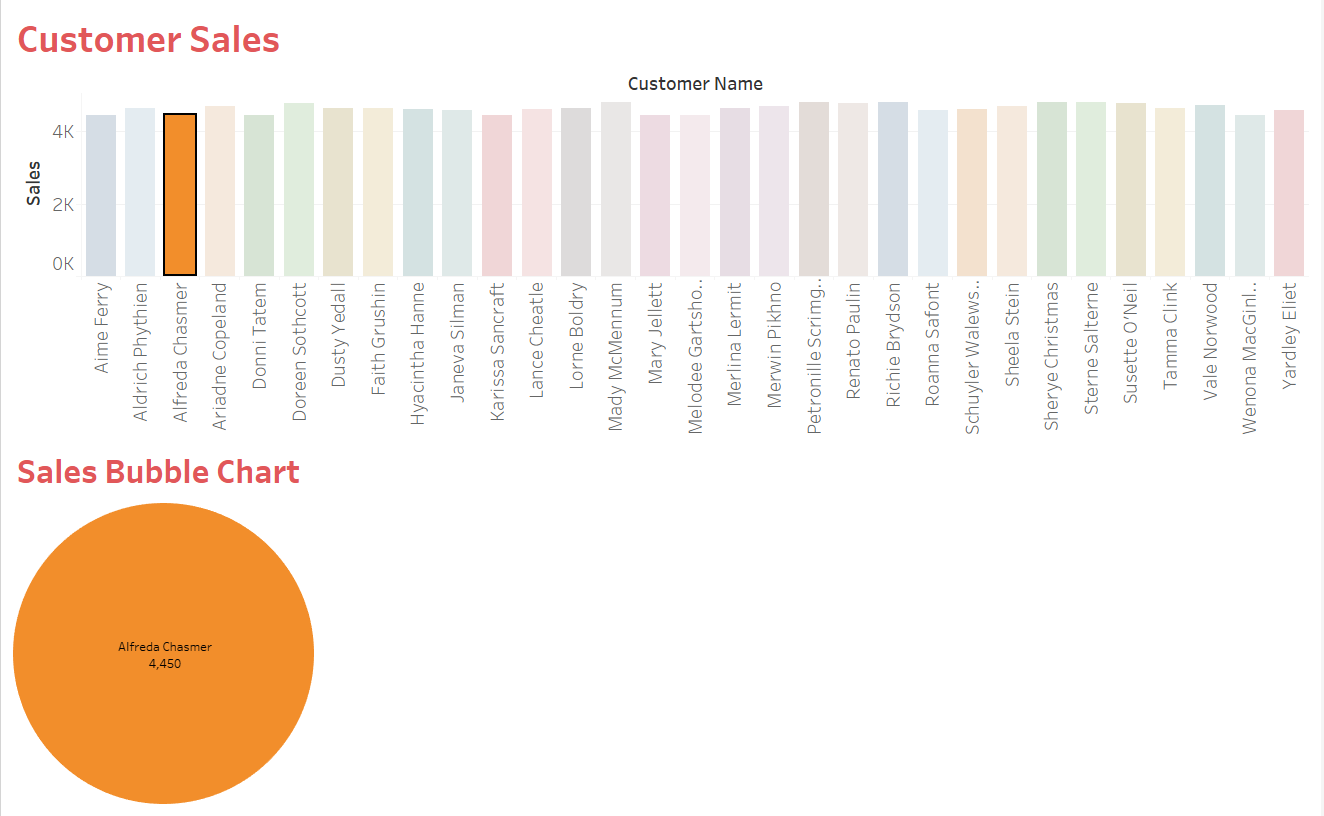 Customer Sales
Customer Name
Sales
4K
2K
0K
Aime Ferry
Aldrich Phythien
Alfreda Chasmer
Ariadne Copeland
Donni Tatem
Doreen Sothcott
Dusty Yedall
Faith Grushin
Hyacintha Hanne
Janeva Silman
Karissa Sancraft
Lance Cheatle
Lorne Boldry
Mady McMennum
Mary Jellett
Melodee Gartsho..
Merlina Lermit
Merwin Pikhno
Petronille Scrimg..
Renato Paulin
Richie Brydson
Roanna Safont
Schuyler Walews..
Sheela Stein
Sherye Christmas
Sterne Salterne
Susette O'Neil
Tamma Clink
Vale Norwood
Wenona MacGinl..
Yardley Eliet
Sales Bubble Chart
Alfreda Chasmer
4,450